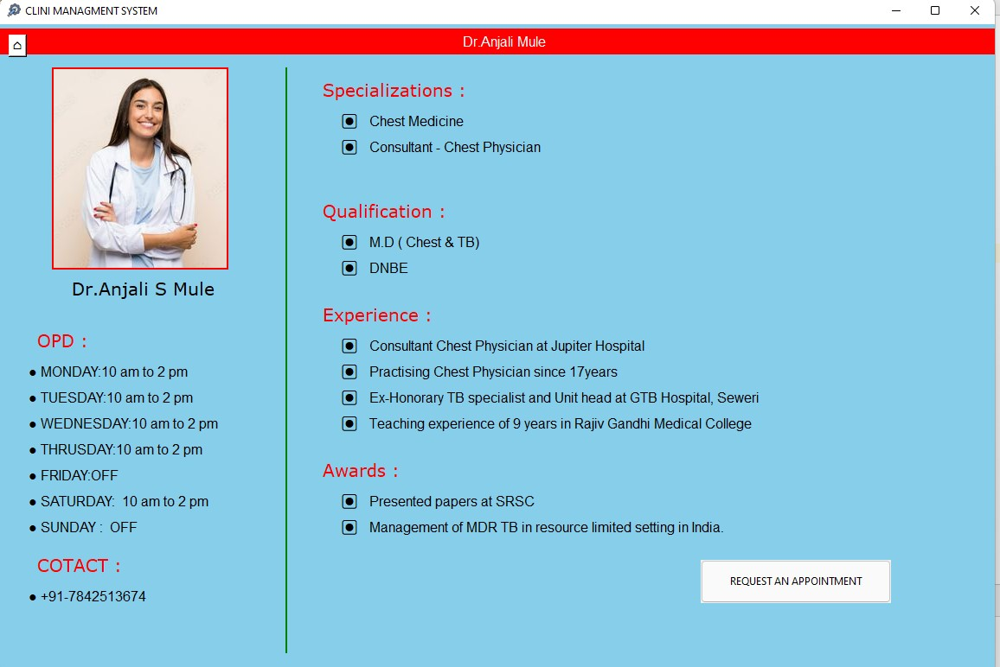 CLINI MANAGMENT SYSTEM
Dr.Anjali Mule
Dr.Anjali S Mule
OPD :
● MONDAY:10 am to 2 pm
● TUESDAY:10 am to 2 pm
● WEDNESDAY:10 am to 2 pm
● THRUSDAY:10 am to 2 pm
● FRIDAY:OFF
● SATURDAY:  10 am to 2 pm
● SUNDAY :  OFF
COTACT :
● +91-7842513674
Specializations :
Chest Medicine
Consultant - Chest Physician
Qualification :
M.D ( Chest & TB)
DNBE
Experience :
Consultant Chest Physician at Jupiter Hospital
Practising Chest Physician since 17years
Ex-Honorary TB specialist and Unit head at GTB Hospital, Seweri
Teaching experience of 9 years in Rajiv Gandhi Medical College
Awards :
Presented papers at SRSC
Management of MDR TB in resource limited setting in India.
REQUEST AN APPOINTMENT